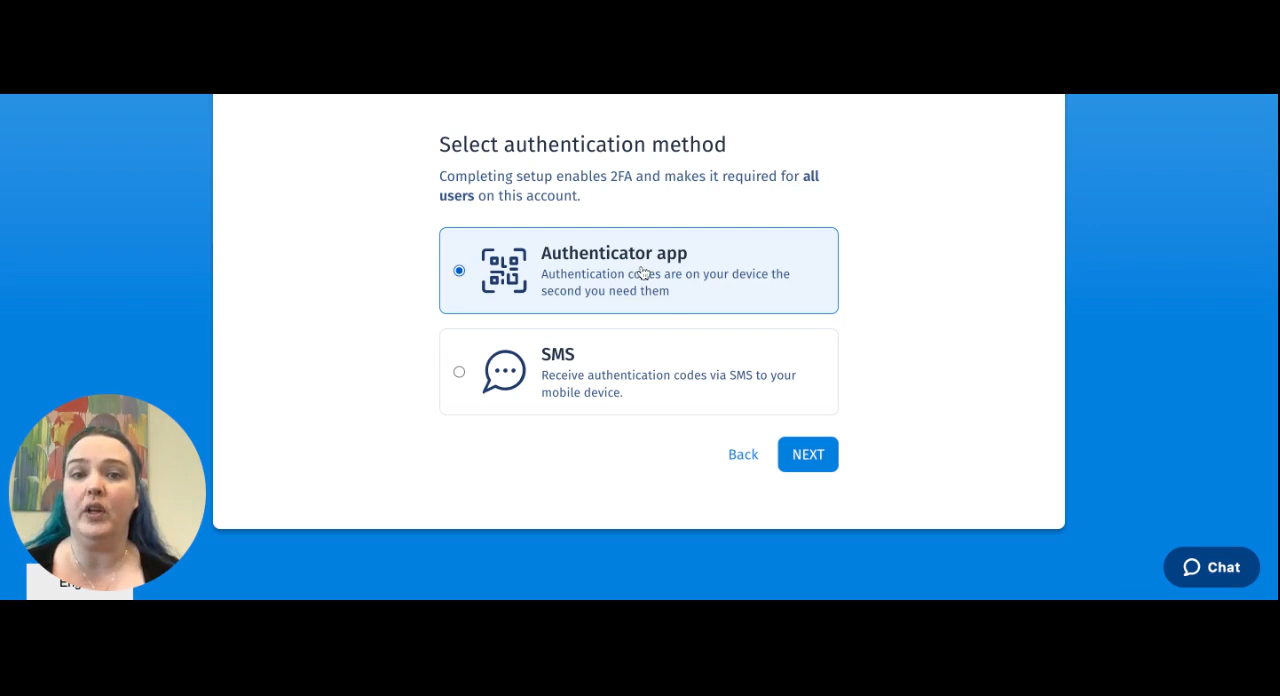 Select authentication method
Completing setup enables 2FA and makes it required for all
users on this account.
Authenticator app
Authentication codes are on your device the
second you need them
SMS
Receive authentication codes via SMS to your
mobile device.
Back
NEXT
Chat